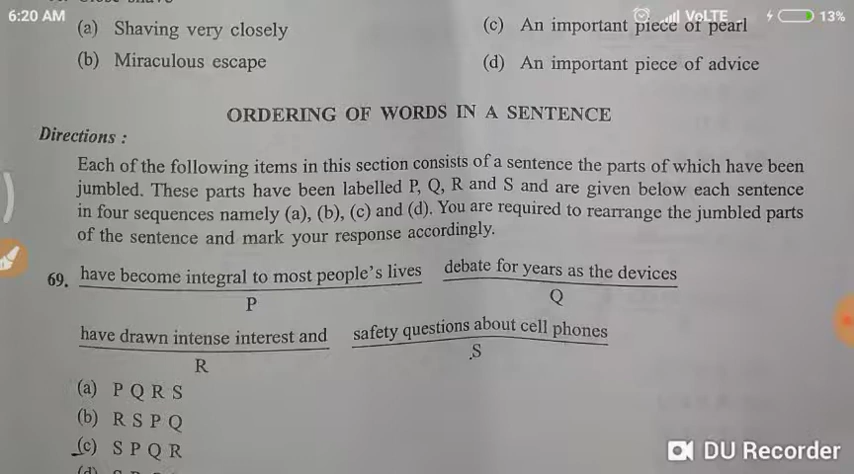 6:20 AM VoLTE 13%
(a) Shaving very closely (c) An important piece of pearl
(b) Miraculous escape (d) An important piece of advice
ORDERING OF WORDS IN A SENTENCE
Directions :
Each of the following items in this section consists of a sentence the parts of which have been
jumbled. These parts have been labelled P, Q, R and S and are given below each sentence
in four sequences namely (a), (b), (c) and (d). You are required to rearrange the jumbled parts
of the sentence and mark your response accordingly.
69. have become integral to most people's lives debate for years as the devices
P Q
have drawn intense interest and safety questions about cell phones
R S
(a) P Q R S
(b) R S P Q
(c) S P Q R
DU Recorder